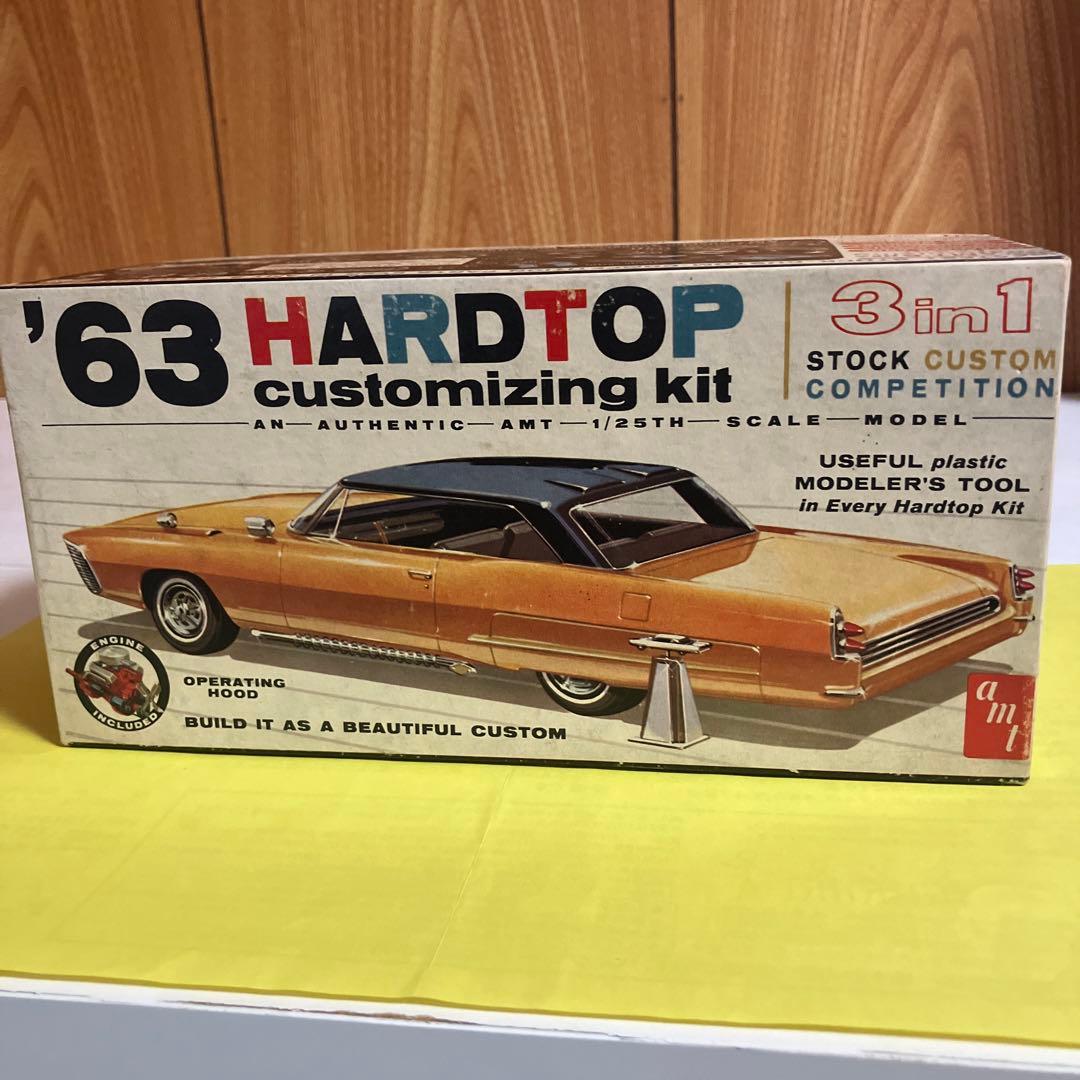 '63 HARDTOP
customizing kit
AN—AUTHENTIC—AMT—1/25TH—SCALE—MODEL
3 in 1
STOCK CUSTOM
COMPETITION
USEFUL plastic
MODELER'S TOOL
in Every Hardtop Kit
ENGINE
INCLUDED
OPERATING
HOOD
BUILD IT AS A BEAUTIFUL CUSTOM
amt